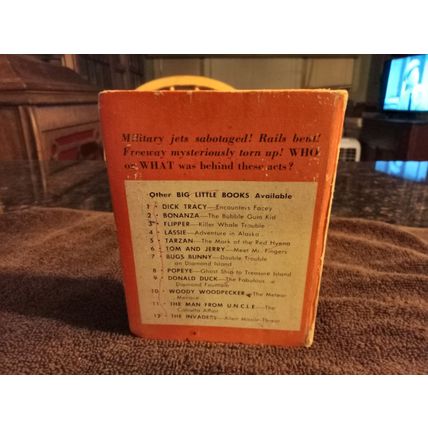 Military jets sabotaged! Rails bent!
Freeway mysteriously torn up! WHO
or WHAT was behind these acts?
Other BIG LITTLE BOOKS Available
1 • DICK TRACY—Encounters Facey
2 • BONANZA—The Bubble Gum Kid
3 • FLIPPER—Killer Whale Trouble
4 • LASSIE—Adventure in Alaska
5 • TARZAN—The Mark of the Red Hyena
6 • TOM AND JERRY—Meet Mr. Fingers
7 • BUGS BUNNY—Double Trouble
on Diamond Island
8 • POPEYE—Ghost Ship to Treasure Island
9 • DONALD DUCK—The Fabulous
Diamond Fountain
10 • WOODY WOODPECKER—The Meteor
Menace
11 • THE MAN FROM U.N.C.L.E.—The
Calcutta Affair
12 • THE INVADERS—Alien Missile Threat